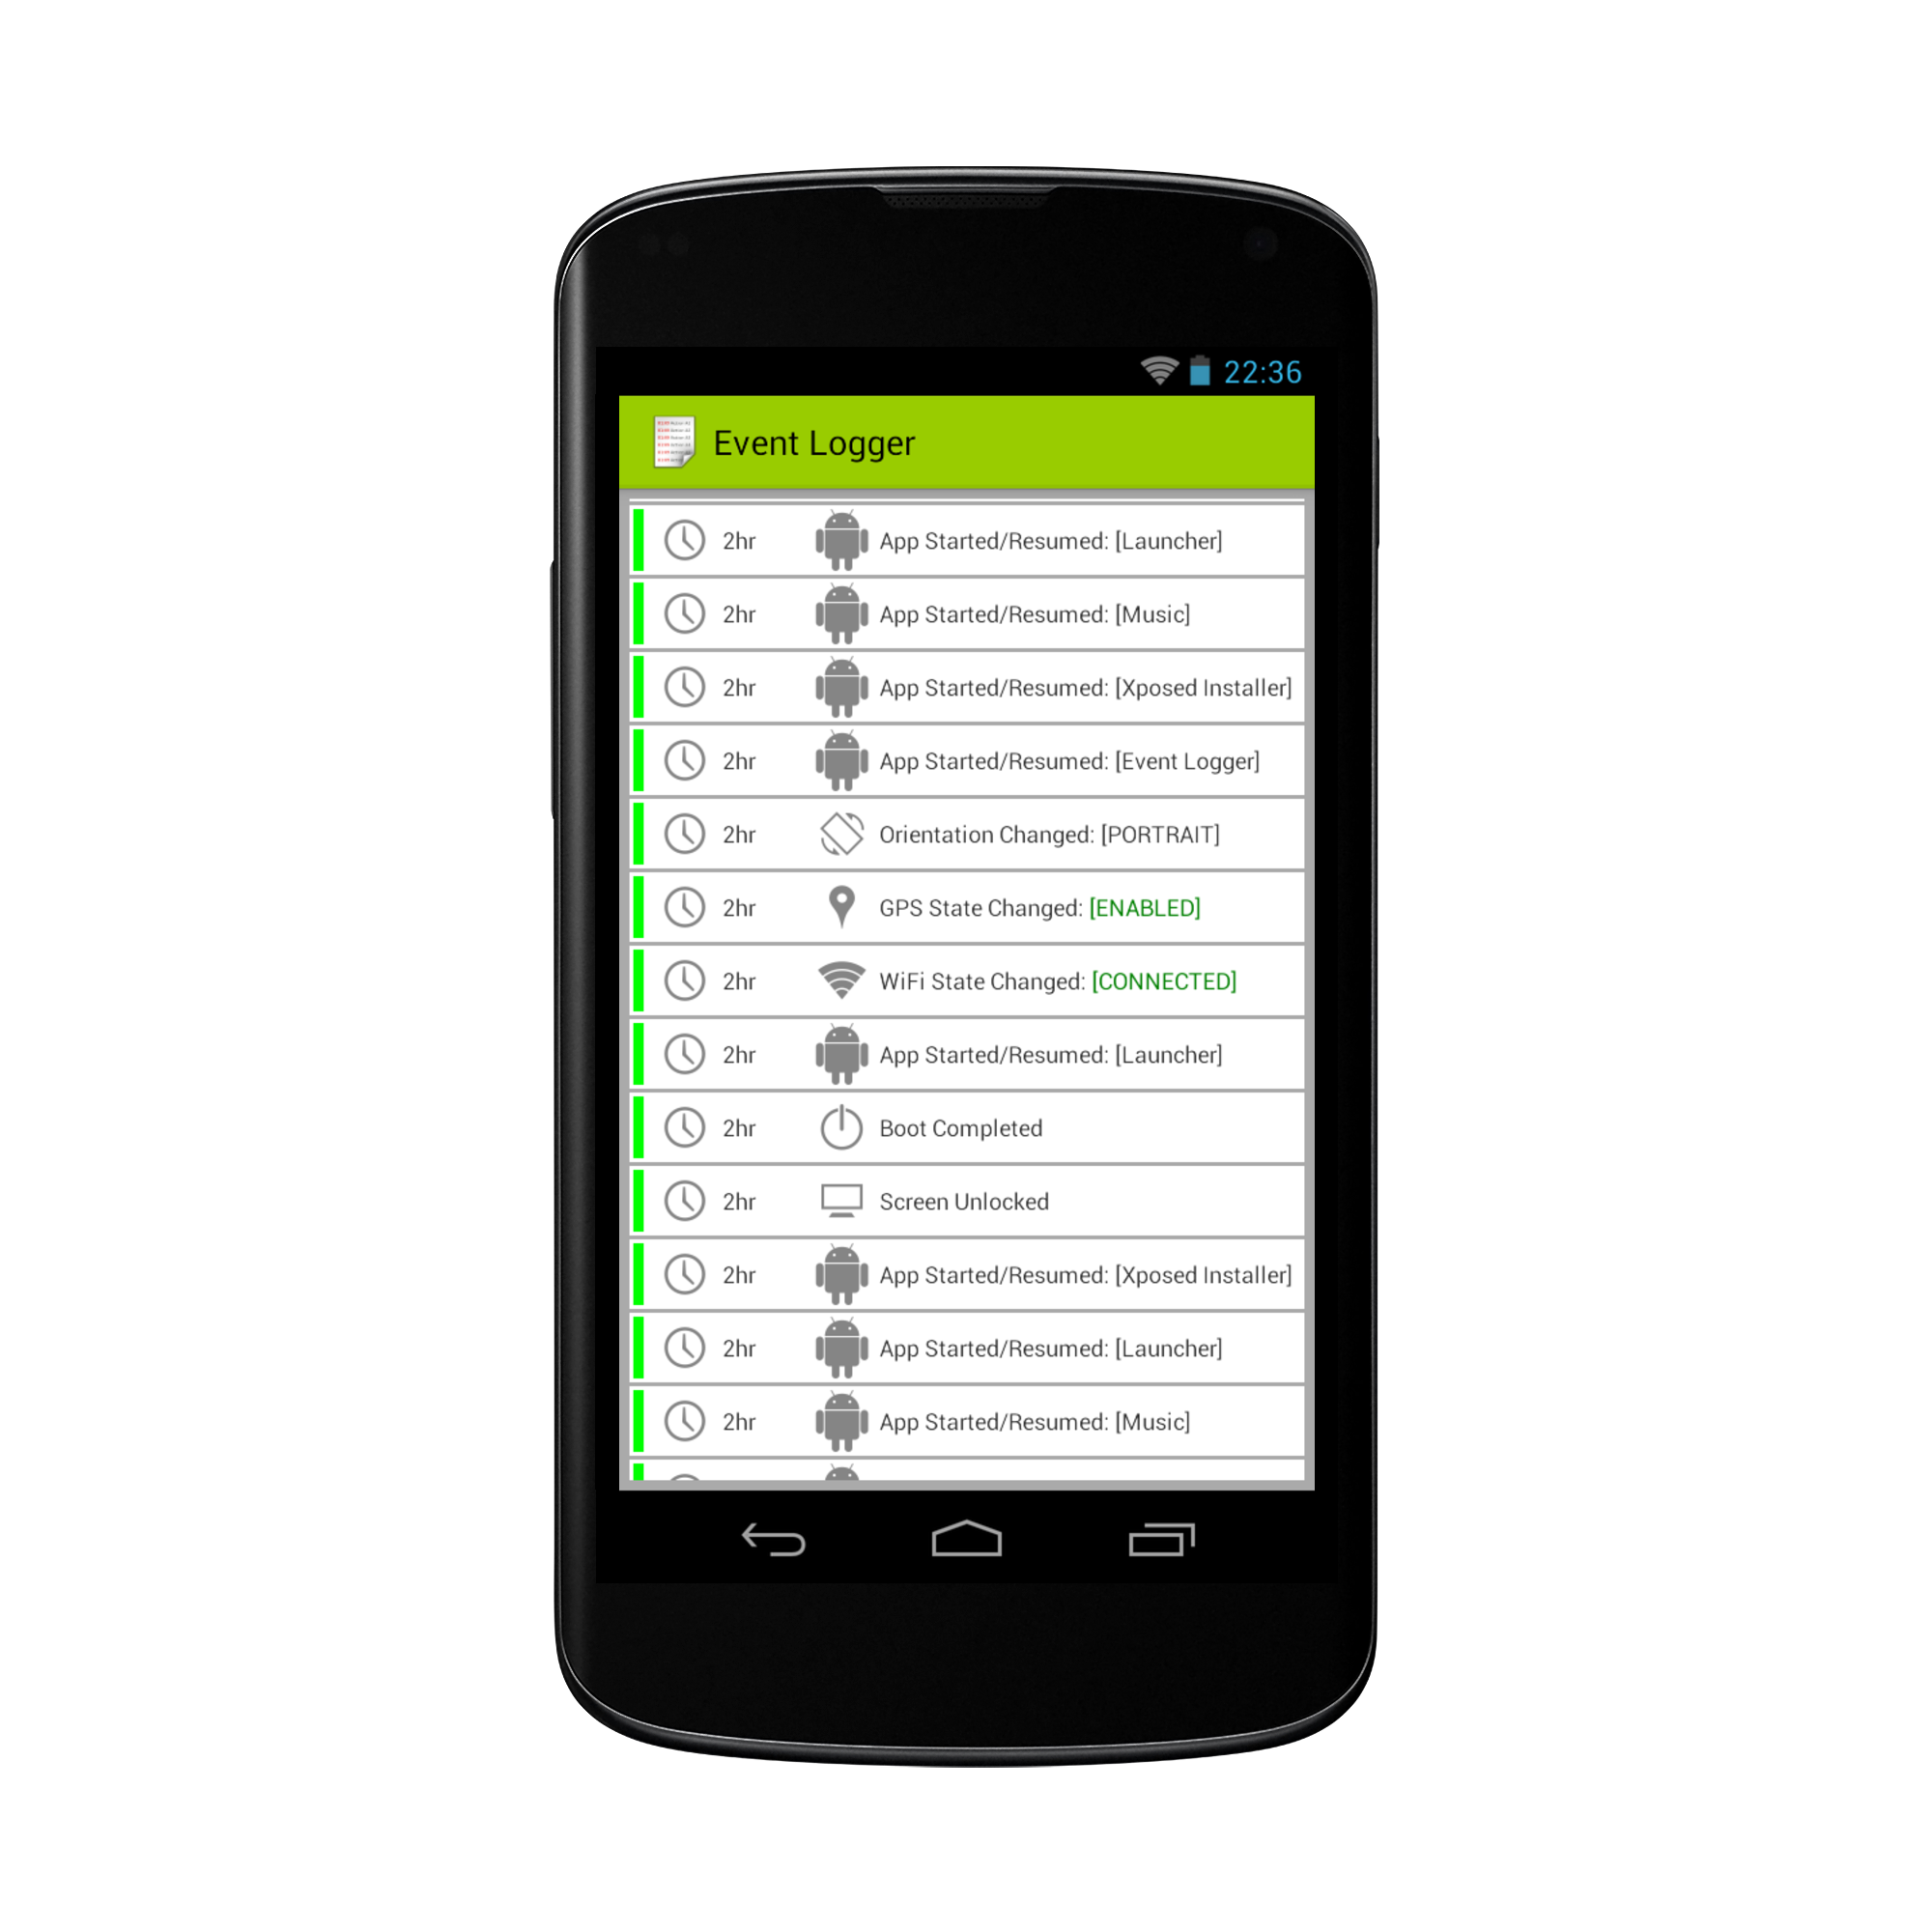 22:36
Event Logger
2hr App Started/Resumed: [Launcher]
2hr App Started/Resumed: [Music]
2hr App Started/Resumed: [Xposed Installer]
2hr App Started/Resumed: [Event Logger]
2hr Orientation Changed: [PORTRAIT]
2hr GPS State Changed: [ENABLED]
2hr WiFi State Changed: [CONNECTED]
2hr App Started/Resumed: [Launcher]
2hr Boot Completed
2hr Screen Unlocked
2hr App Started/Resumed: [Xposed Installer]
2hr App Started/Resumed: [Launcher]
2hr App Started/Resumed: [Music]